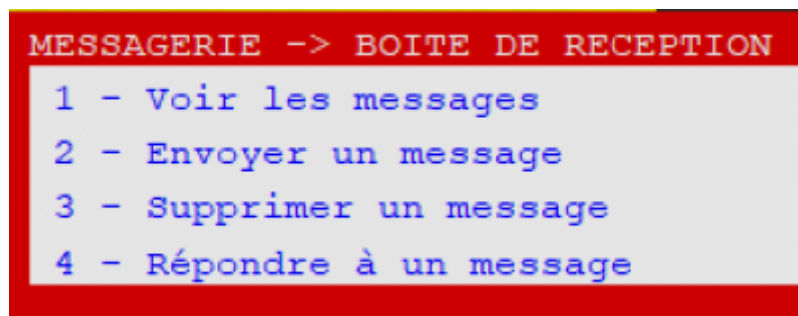 MESSAGERIE -> BOITE DE RECEPTION
1 - Voir les messages
2 - Envoyer un message
3 - Supprimer un message
4 - Répondre à un message